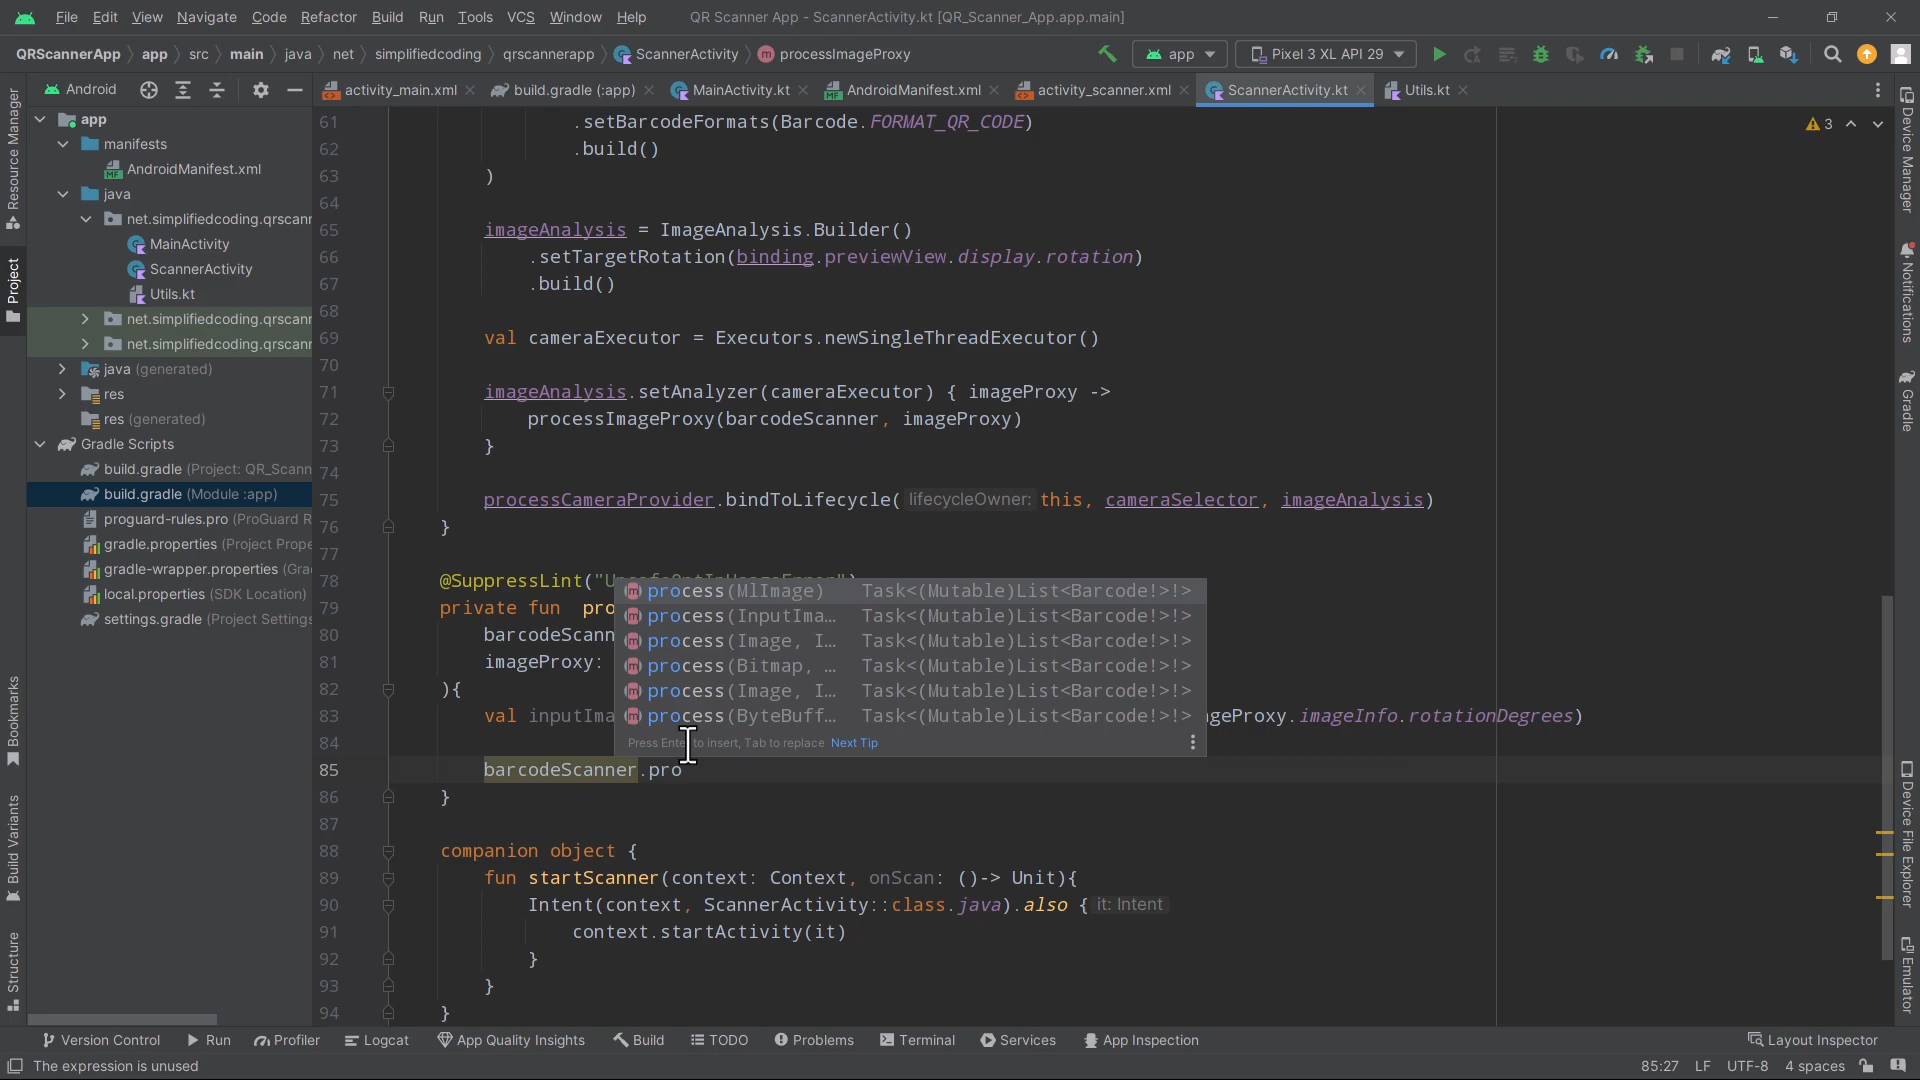 File Edit View Navigate Code Refactor Build Run Tools VCS Window Help QR Scanner App - ScannerActivity.kt [QR_Scanner_App.app.main]
QRScannerApp app src main java net simplifiedcoding qrscannerapp ScannerActivity processImageProxy app Pixel 3 XL API 29
Android
activity_main.xml build.gradle (:app) MainActivity.kt AndroidManifest.xml activity_scanner.xml ScannerActivity.kt Utils.kt
Resource Manager
Project
Bookmarks
Build Variants
Structure
app
manifests
AndroidManifest.xml
java
net.simplifiedcoding.qrscanr
MainActivity
ScannerActivity
Utils.kt
net.simplifiedcoding.qrscanr
net.simplifiedcoding.qrscanr
java (generated)
res
res (generated)
Gradle Scripts
build.gradle (Project: QR_Scann
build.gradle (Module :app)
proguard-rules.pro (ProGuard R
gradle.properties (Project Prope
gradle-wrapper.properties (Gra
local.properties (SDK Location)
settings.gradle (Project Settings
61 .setBarcodeFormats(Barcode.FORMAT_QR_CODE)
62 .build()
63 )
64
65 imageAnalysis = ImageAnalysis.Builder()
66 .setTargetRotation(binding.previewView.display.rotation)
67 .build()
68
69 val cameraExecutor = Executors.newSingleThreadExecutor()
70
71 imageAnalysis.setAnalyzer(cameraExecutor) { imageProxy ->
72 processImageProxy(barcodeScanner, imageProxy)
73 }
74
75 processCameraProvider.bindToLifecycle( lifecycleOwner: this, cameraSelector, imageAnalysis)
76 }
77
78 @SuppressLint("UnsafeOptInUsageError")
79 private fun pro
80 barcodeScann
81 imageProxy:
82 ){
83 val inputIma geProxy.imageInfo.rotationDegrees)
84
85 barcodeScanner.pro
86 }
87
88 companion object {
89 fun startScanner(context: Context, onScan: ()-> Unit){
90 Intent(context, ScannerActivity::class.java).also { it: Intent
91 context.startActivity(it)
92 }
93 }
94 }
process(MlImage) Task<(Mutable)List<Barcode!>!>
process(InputIma… Task<(Mutable)List<Barcode!>!>
process(Image, I… Task<(Mutable)List<Barcode!>!>
process(Bitmap, … Task<(Mutable)List<Barcode!>!>
process(Image, I… Task<(Mutable)List<Barcode!>!>
process(ByteBuff… Task<(Mutable)List<Barcode!>!>
Press Enter to insert, Tab to replace Next Tip
3
Device Manager
Notifications
Gradle
Device File Explorer
Emulator
Version Control Run Profiler Logcat App Quality Insights Build TODO Problems Terminal Services App Inspection Layout Inspector
The expression is unused 85:27 LF UTF-8 4 spaces